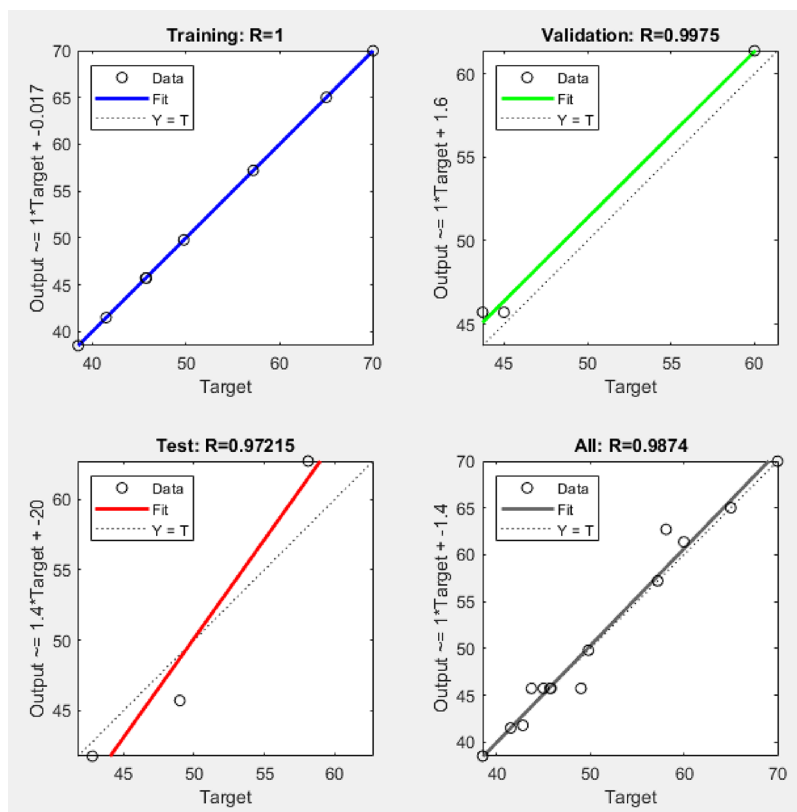 Training: R=1
Output ~= 1*Target + -0.017
70
65
60
55
50
45
40
Data
Fit
Y = T
40
50
60
70
Target
Validation: R=0.9975
Output ~= 1*Target + 1.6
60
55
50
45
Data
Fit
Y = T
45
50
55
60
Target
Test: R=0.97215
Output ~= 1.4*Target + -20
60
55
50
45
Data
Fit
Y = T
45
50
55
60
Target
All: R=0.9874
Output ~= 1*Target + -1.4
70
65
60
55
50
45
40
Data
Fit
Y = T
40
50
60
70
Target